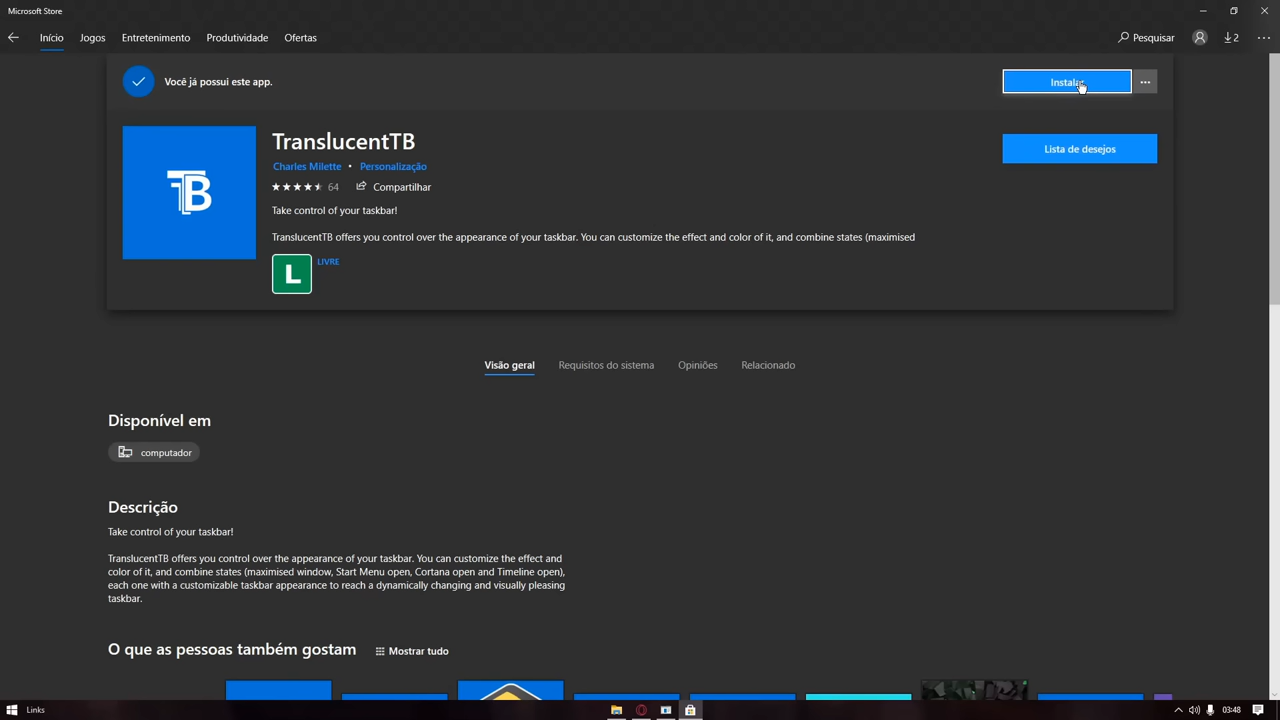 Microsoft Store
Início
Jogos
Entretenimento
Produtividade
Ofertas
Pesquisar
2
Você já possui este app.
Instalar
TB
TranslucentTB
Charles Milette • Personalização
64
Compartilhar
Lista de desejos
Take control of your taskbar!
TranslucentTB offers you control over the appearance of your taskbar. You can customize the effect and color of it, and combine states (maximised
L
LIVRE
Visão geral
Requisitos do sistema
Opiniões
Relacionado
Disponível em
computador
Descrição
Take control of your taskbar!
TranslucentTB offers you control over the appearance of your taskbar. You can customize the effect and
color of it, and combine states (maximised window, Start Menu open, Cortana open and Timeline open),
each one with a customizable taskbar appearance to reach a dynamically changing and visually pleasing
taskbar.
O que as pessoas também gostam
Mostrar tudo
Links
03:48